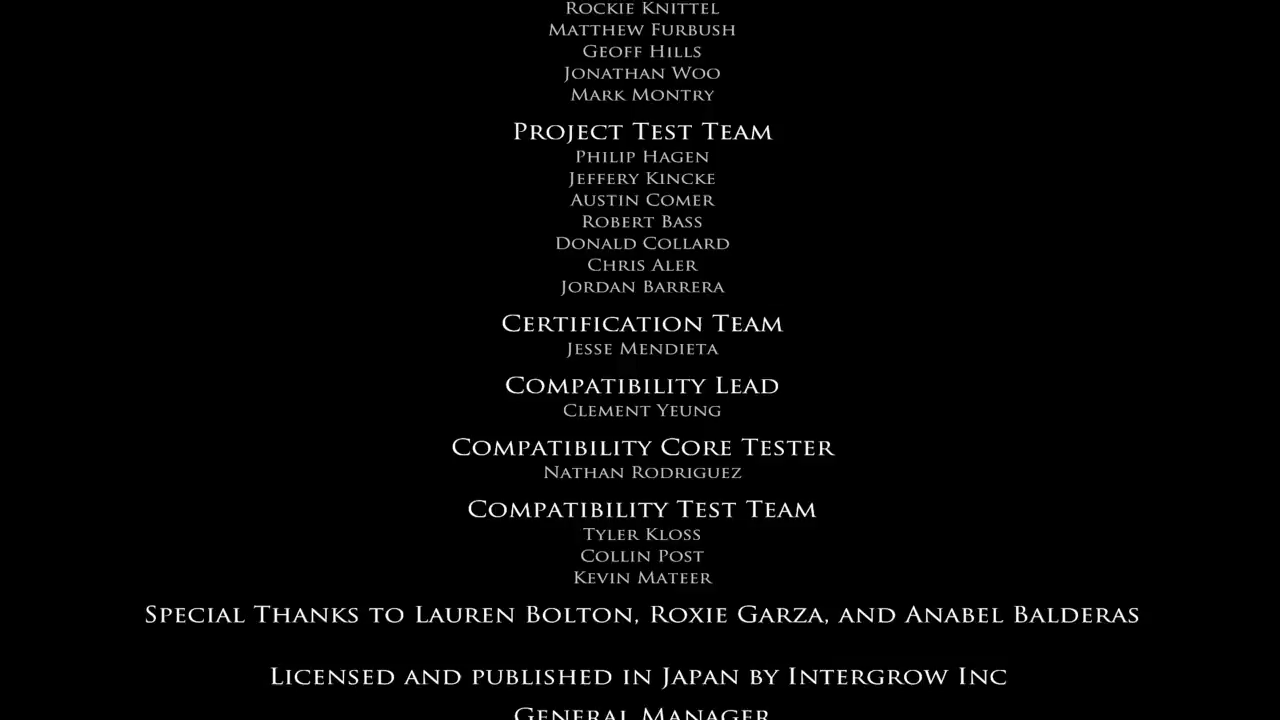 Rockie Knittel
Matthew Furbush
Geoff Hills
Jonathan Woo
Mark Montry
Project Test Team
Philip Hagen
Jeffery Kincke
Austin Comer
Robert Bass
Donald Collard
Chris Aler
Jordan Barrera
Certification Team
Jesse Mendieta
Compatibility Lead
Clement Yeung
Compatibility Core Tester
Nathan Rodriguez
Compatibility Test Team
Tyler Kloss
Collin Post
Kevin Mateer
Special Thanks to Lauren Bolton, Roxie Garza, and Anabel Balderas
Licensed and published in Japan by Intergrow Inc
General Manager